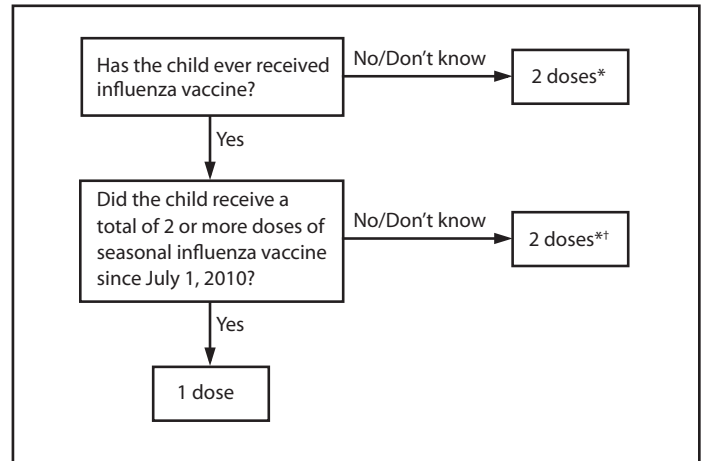 Has the child ever received
influenza vaccine?
No/Don’t know
2 doses*
Yes
Did the child receive a
total of 2 or more doses of
seasonal influenza vaccine
since July 1, 2010?
No/Don’t know
2 doses*†
Yes
1 dose